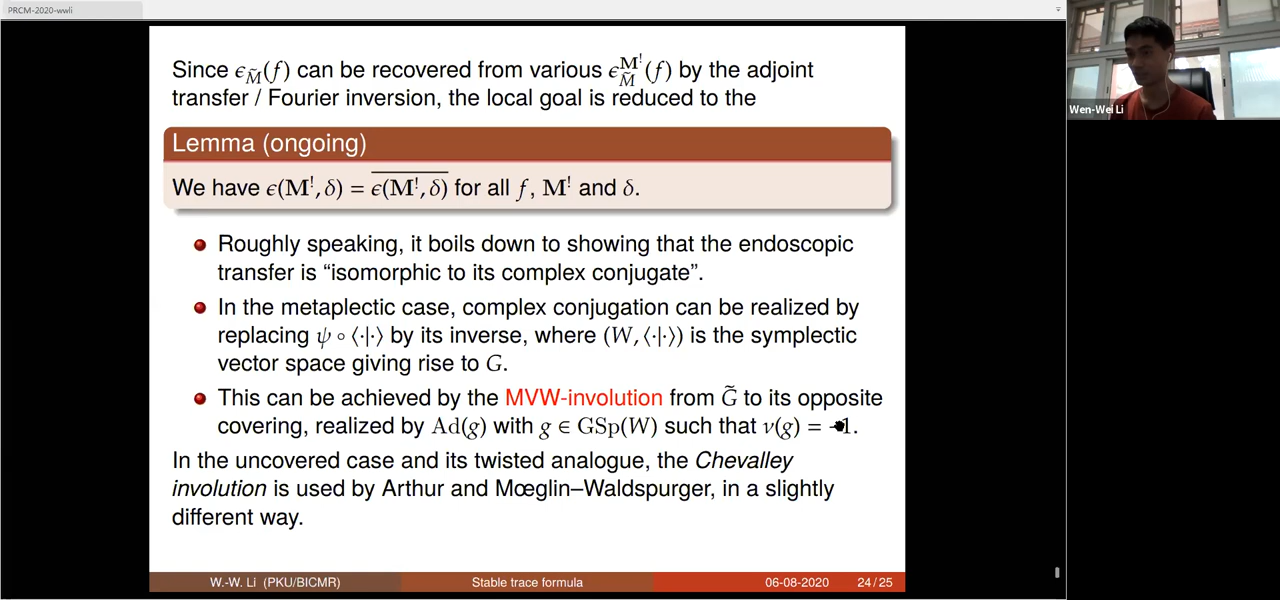 PRCM-2020-wwli
Since ϵ_M̃(f) can be recovered from various ϵ_M̃^{M^!}(f) by the adjoint
transfer / Fourier inversion, the local goal is reduced to the
Lemma (ongoing)
We have ϵ(M^!, δ) = \overline{ϵ(M^!, δ)} for all f, M^! and δ.
Roughly speaking, it boils down to showing that the endoscopic
transfer is “isomorphic to its complex conjugate”.
In the metaplectic case, complex conjugation can be realized by
replacing ψ ∘ ⟨·|·⟩ by its inverse, where (W, ⟨·|·⟩) is the symplectic
vector space giving rise to G.
This can be achieved by the MVW-involution from G̃ to its opposite
covering, realized by Ad(g) with g ∈ GSp(W) such that ν(g) = -1.
In the uncovered case and its twisted analogue, the Chevalley
involution is used by Arthur and Mœglin–Waldspurger, in a slightly
different way.
W.-W. Li (PKU/BICMR) Stable trace formula 06-08-2020 24 / 25
Wen-Wei Li